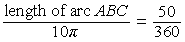 length of arc ABC / 10π = 50 / 360